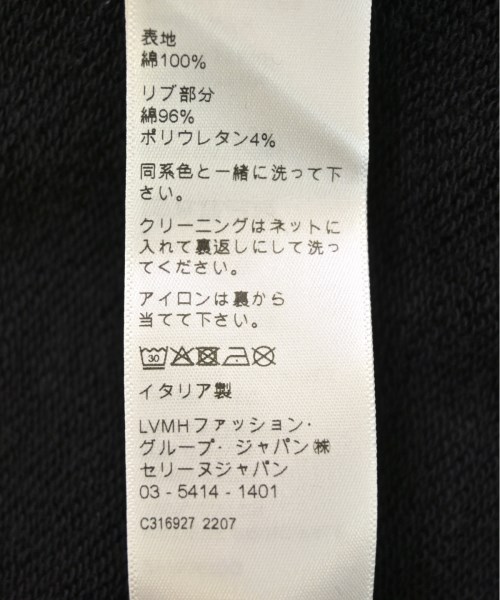 表地
綿100%
リブ部分
綿96%
ポリウレタン4%
同系色と一緒に洗って下
さい。
クリーニングはネットに
入れて裏返しにして洗っ
てください。
アイロンは裏から
当てて下さい。
30
イタリア製
LVMHファッション・
グループ・ジャパン㈱
セリーヌジャパン
03 - 5414 - 1401
C316927 2207